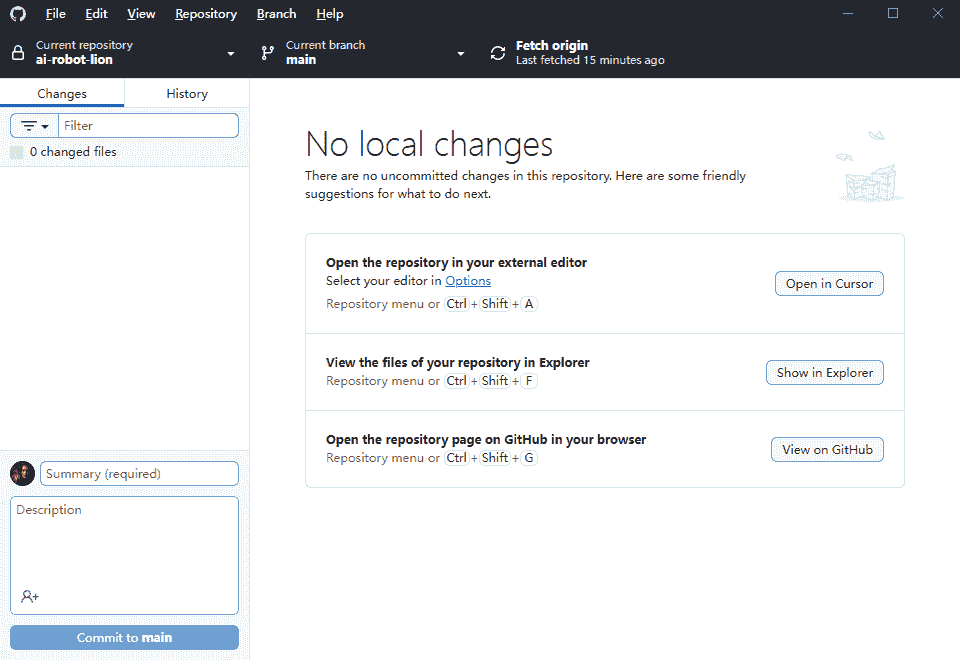 File Edit View Repository Branch Help
Current repository
ai-robot-lion
Current branch
main
Fetch origin
Last fetched 15 minutes ago
Changes
History
Filter
0 changed files
No local changes
There are no uncommitted changes in this repository. Here are some friendly
suggestions for what to do next.
Open the repository in your external editor
Select your editor in Options
Repository menu or Ctrl + Shift + A
Open in Cursor
View the files of your repository in Explorer
Repository menu or Ctrl + Shift + F
Show in Explorer
Open the repository page on GitHub in your browser
Repository menu or Ctrl + Shift + G
View on GitHub
Summary (required)
Description
Commit to main